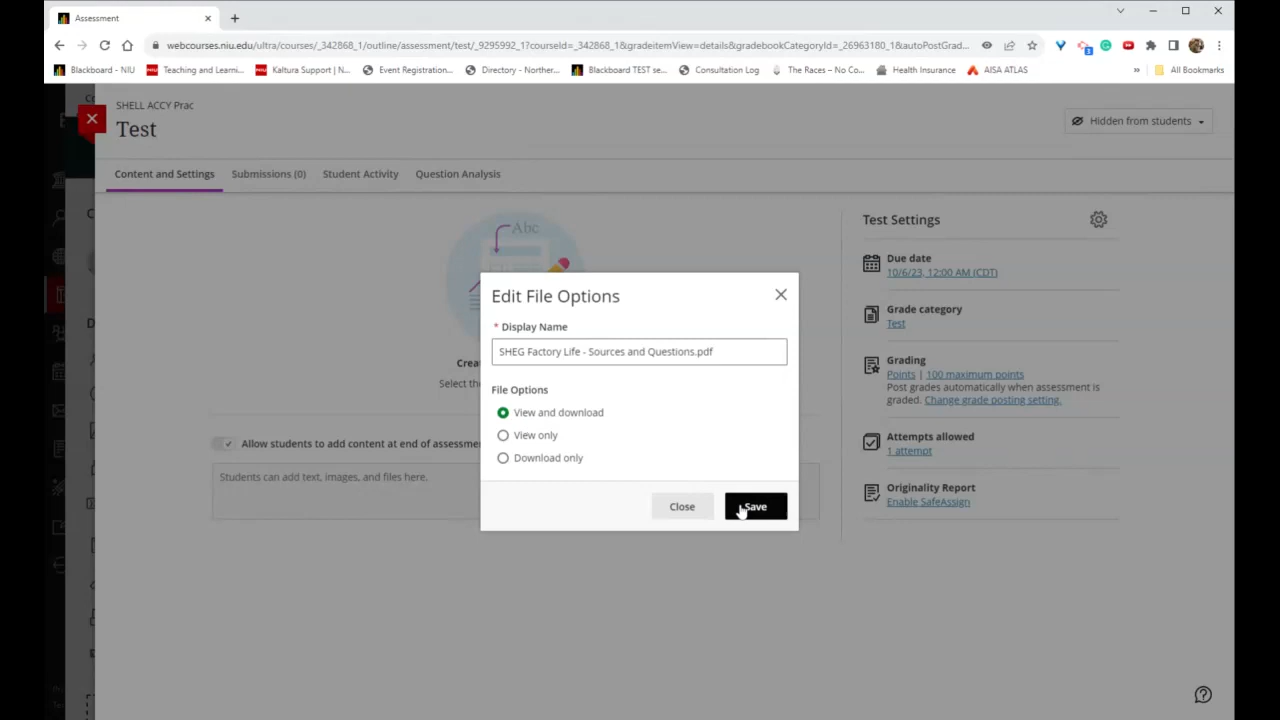 Assessment
webcourses.niu.edu/ultra/courses/_342868_1/outline/assessment/test/_9295992_1?courseId=_342868_1&gradeitemView=details&gradebookCategoryId=_26963180_1&autoPostGrad...
Blackboard - NIU
NIU
Teaching and Learni...
NIU
Kaltura Support | N...
Event Registration...
Directory - Norther...
Blackboard TEST se...
Consultation Log
The Races – No Co...
Health Insurance
AISA ATLAS
»
All Bookmarks
SHELL ACCY Prac
Test
Hidden from students
Content and Settings
Submissions (0)
Student Activity
Question Analysis
Abc
Crea
Select the
Allow students to add content at end of assessme
Students can add text, images, and files here.
Edit File Options
* Display Name
SHEG Factory Life - Sources and Questions.pdf
File Options
View and download
View only
Download only
Close
Save
Test Settings
Due date
10/6/23, 12:00 AM (CDT)
Grade category
Test
Grading
Points | 100 maximum points
Post grades automatically when assessment is
graded. Change grade posting setting.
Attempts allowed
1 attempt
Originality Report
Enable SafeAssign